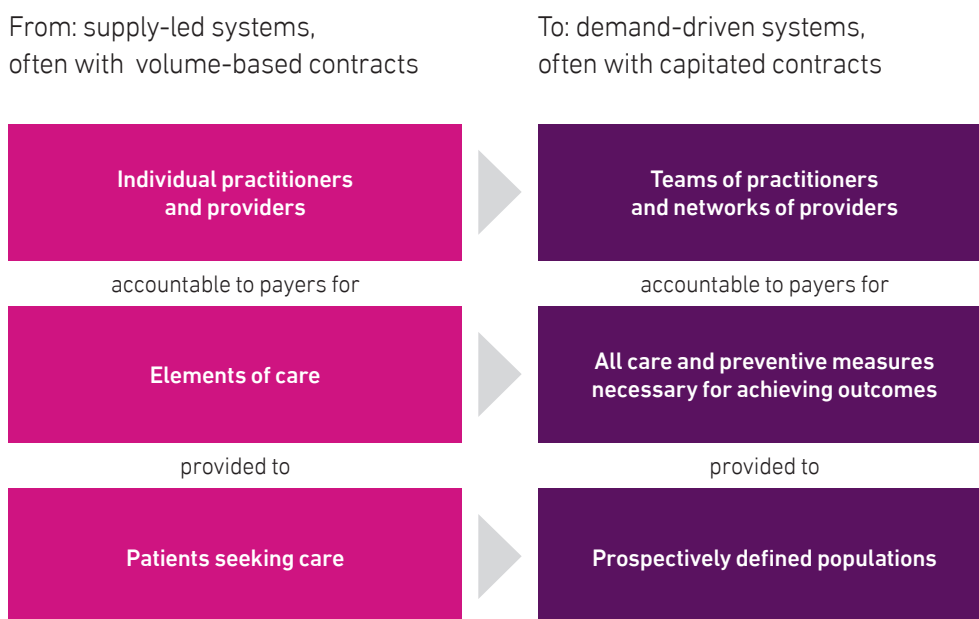 From: supply-led systems,
often with volume-based contracts
To: demand-driven systems,
often with capitated contracts
Individual practitioners
and providers
Teams of practitioners
and networks of providers
accountable to payers for
accountable to payers for
Elements of care
All care and preventive measures
necessary for achieving outcomes
provided to
provided to
Patients seeking care
Prospectively defined populations